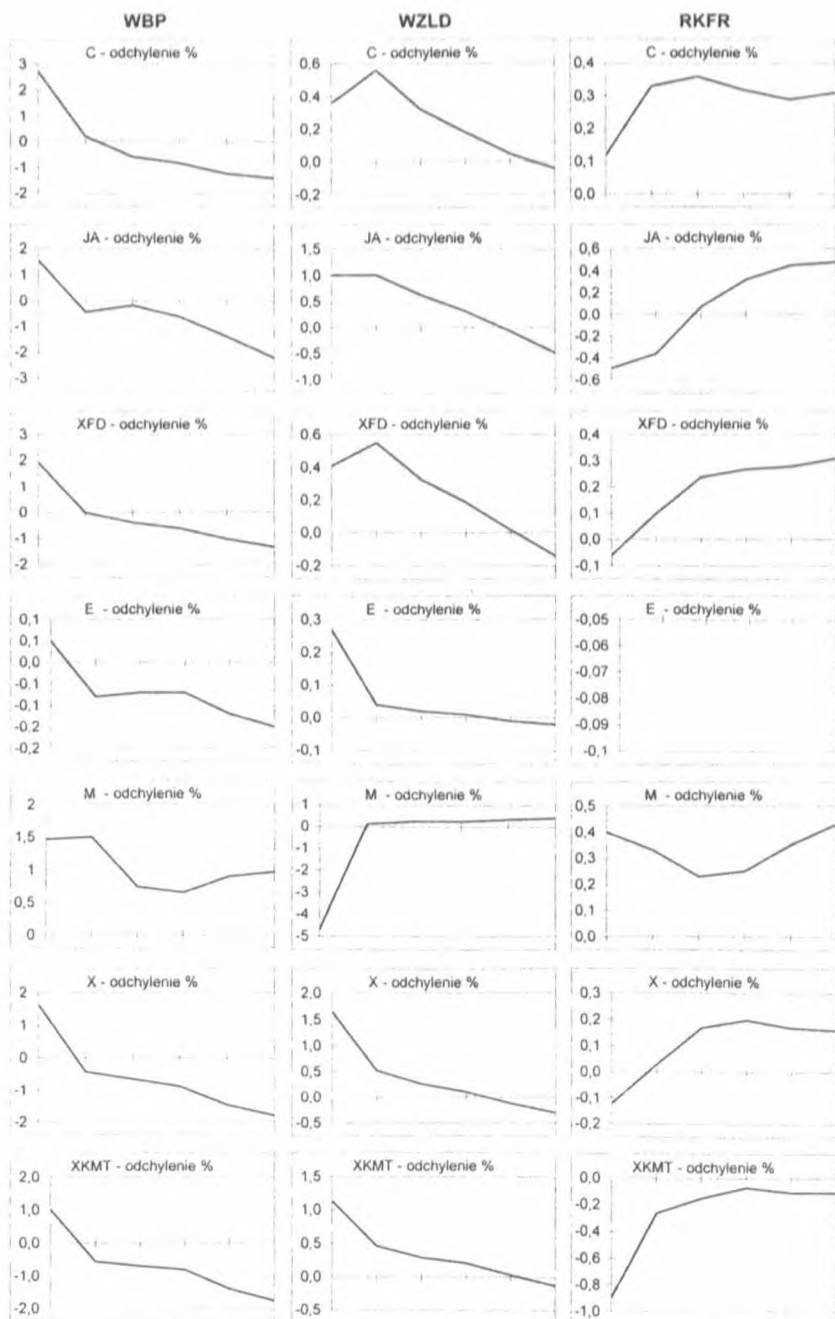 WBP WZLD RKFR
C - odchylenie % C - odchylenie % C - odchylenie %
3 0,6 0,4
2 0,4 0,3
1 0,2 0,2
0 0,0 0,1
-1 -0,2 0,0
-2
JA - odchylenie % JA - odchylenie % JA - odchylenie %
2 1,5 0,6
1 1,0 0,4
0 0,5 0,2
-1 0,0 0,0
-2 -0,5 -0,2
-3 -1,0 -0,4
-0,6
XFD - odchylenie % XFD - odchylenie % XFD - odchylenie %
3 0,6 0,4
2 0,4 0,3
1 0,2 0,2
0 0,0 0,1
-1 -0,2 0,0
-2 -0,1
E - odchylenie % E - odchylenie % E - odchylenie %
0,1 0,3 -0,05
0,1 0,2 -0,06
0,0 0,1 -0,07
-0,1 0,0 -0,08
-0,1 -0,1 -0,09
-0,2 -0,1
-0,2
M - odchylenie % M - odchylenie % M - odchylenie %
2 1 0,5
1,5 0 0,4
1 -1 0,3
0,5 -2 0,2
0 -3 0,1
-4 0,0
-5
X - odchylenie % X - odchylenie % X - odchylenie %
2 2,0 0,3
1 1,5 0,2
0 1,0 0,1
-1 0,5 0,0
-2 0,0 -0,1
-0,5 -0,2
XKMT - odchylenie % XKMT - odchylenie % XKMT - odchylenie %
2,0 1,5 0,0
1,0 1,0 -0,2
0,0 0,5 -0,4
-1,0 0,0 -0,6
-2,0 -0,5 -0,8
-1,0